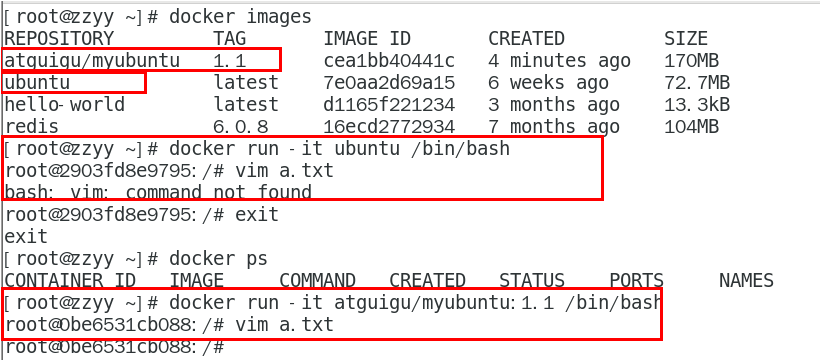 [root@zzyy ~]# docker images
REPOSITORY TAG IMAGE ID CREATED SIZE
atguigu/myubuntu 1.1 cea1bb40441c 4 minutes ago 170MB
ubuntu latest 7e0aa2d69a15 6 weeks ago 72.7MB
hello-world latest d1165f221234 3 months ago 13.3kB
redis 6.0.8 16ecd2772934 7 months ago 104MB
[root@zzyy ~]# docker run -it ubuntu /bin/bash
root@2903fd8e9795:/# vim a.txt
bash: vim: command not found
root@2903fd8e9795:/# exit
exit
[root@zzyy ~]# docker ps
CONTAINER ID IMAGE COMMAND CREATED STATUS PORTS NAMES
[root@zzyy ~]# docker run -it atguigu/myubuntu:1.1 /bin/bash
root@0be6531cb088:/# vim a.txt
root@0be6531cb088:/#